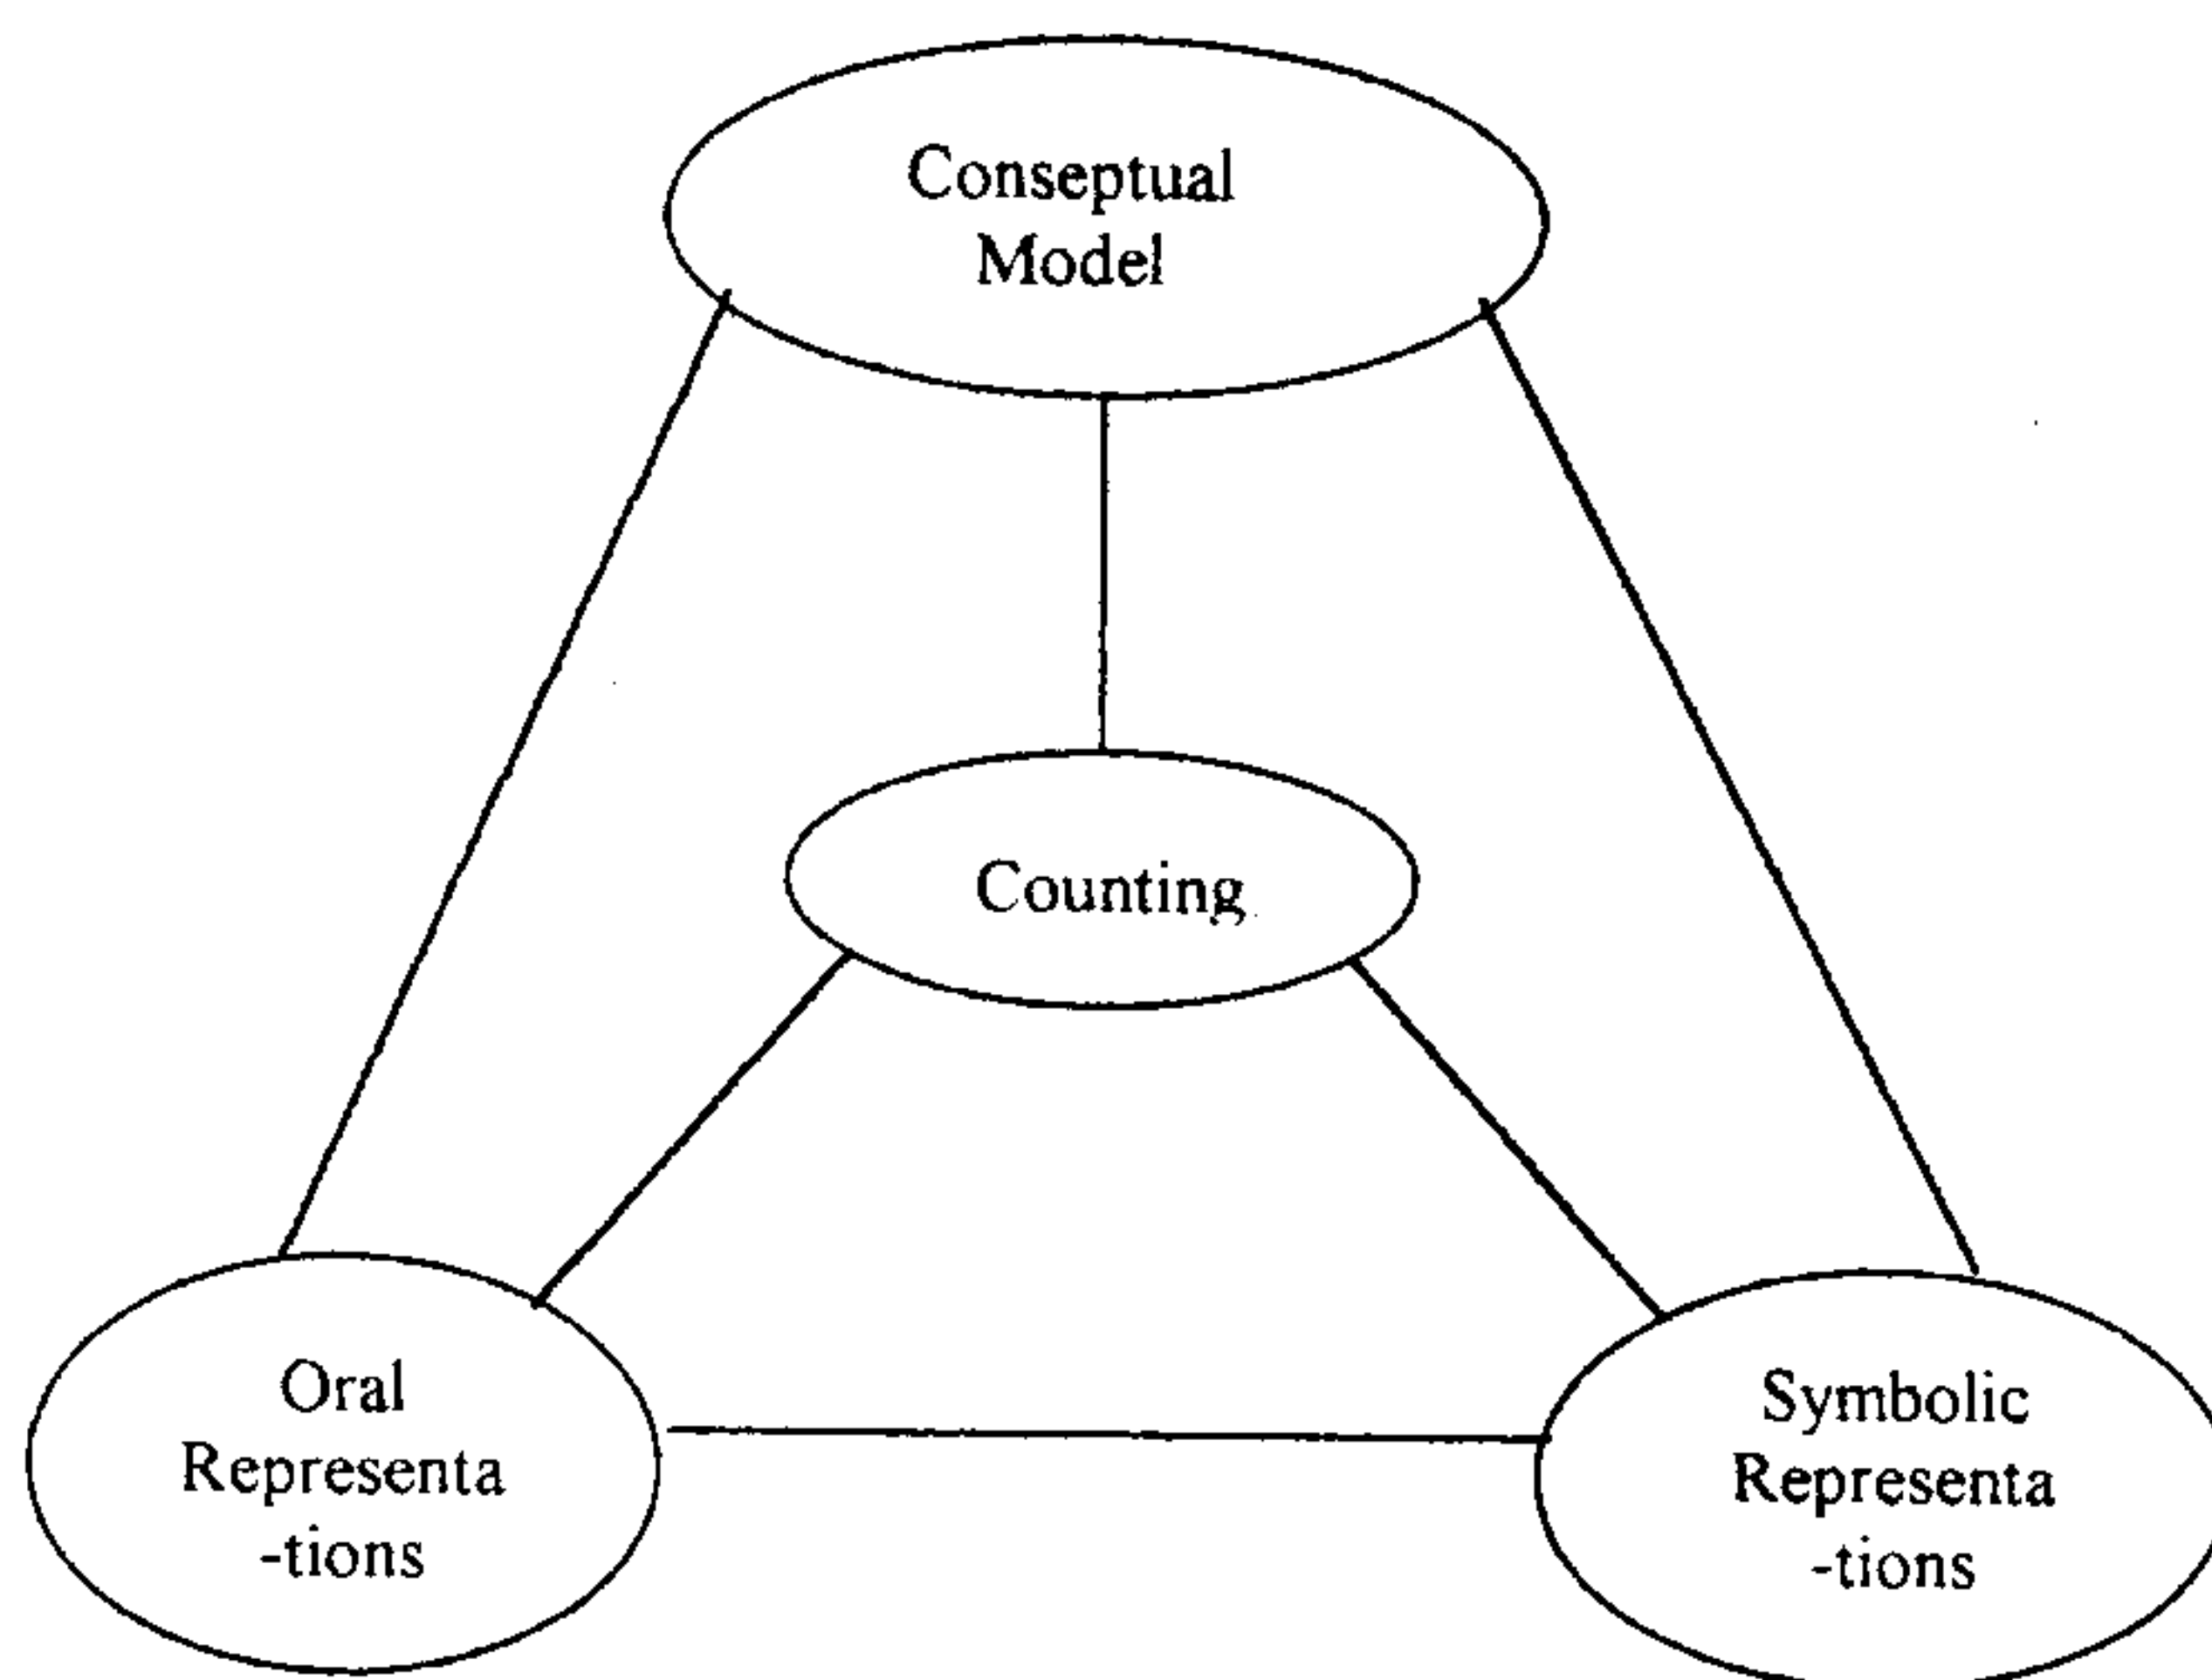 Conseptual
Model
Counting
Oral
Representa
-tions
Symbolic
Representa
-tions